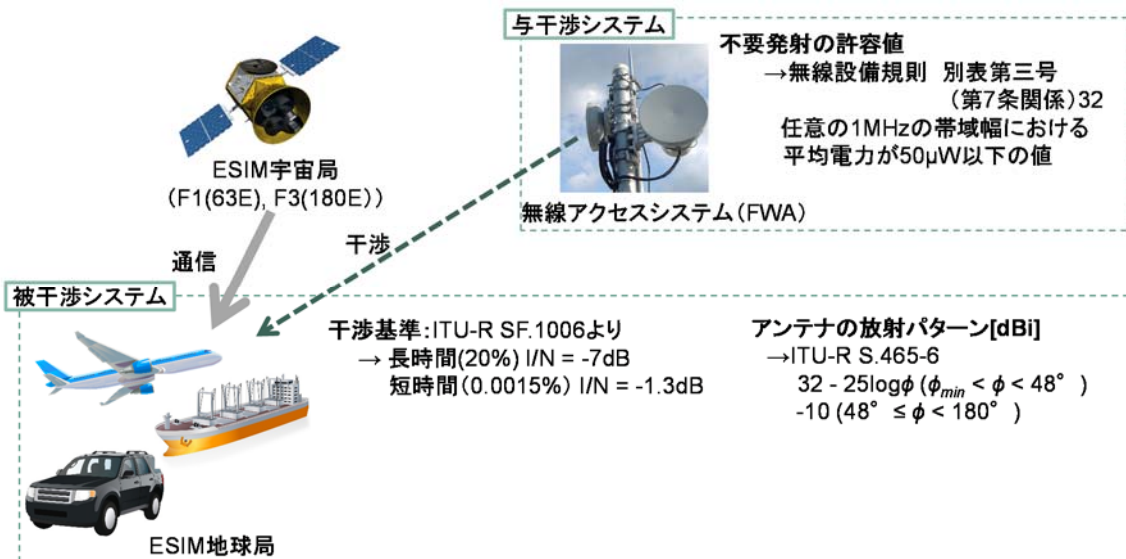 与干渉システム
不要発射の許容値
→無線設備規則 別表第三号
(第7条関係)32
任意の1MHzの帯域幅における
平均電力が50μW以下の値
ESIM宇宙局
(F1(63E), F3(180E))
無線アクセスシステム(FWA)
干渉
通信
被干渉システム
干渉基準:ITU-R SF.1006より
→ 長時間(20%) I/N = -7dB
短時間(0.0015%) I/N = -1.3dB
アンテナの放射パターン[dBi]
→ITU-R S.465-6
32 - 25logϕ (ϕmin < ϕ < 48°)
-10 (48° ≤ ϕ < 180°)
ESIM地球局